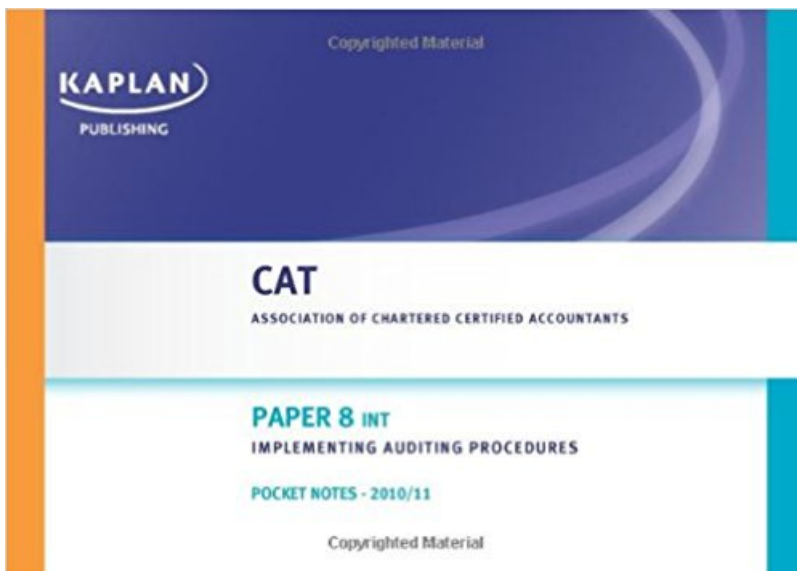 Copyrighted Material
KAPLAN
PUBLISHING
CAT
ASSOCIATION OF CHARTERED CERTIFIED ACCOUNTANTS
PAPER 8 INT
IMPLEMENTING AUDITING PROCEDURES
POCKET NOTES - 2010/11
Copyrighted Material